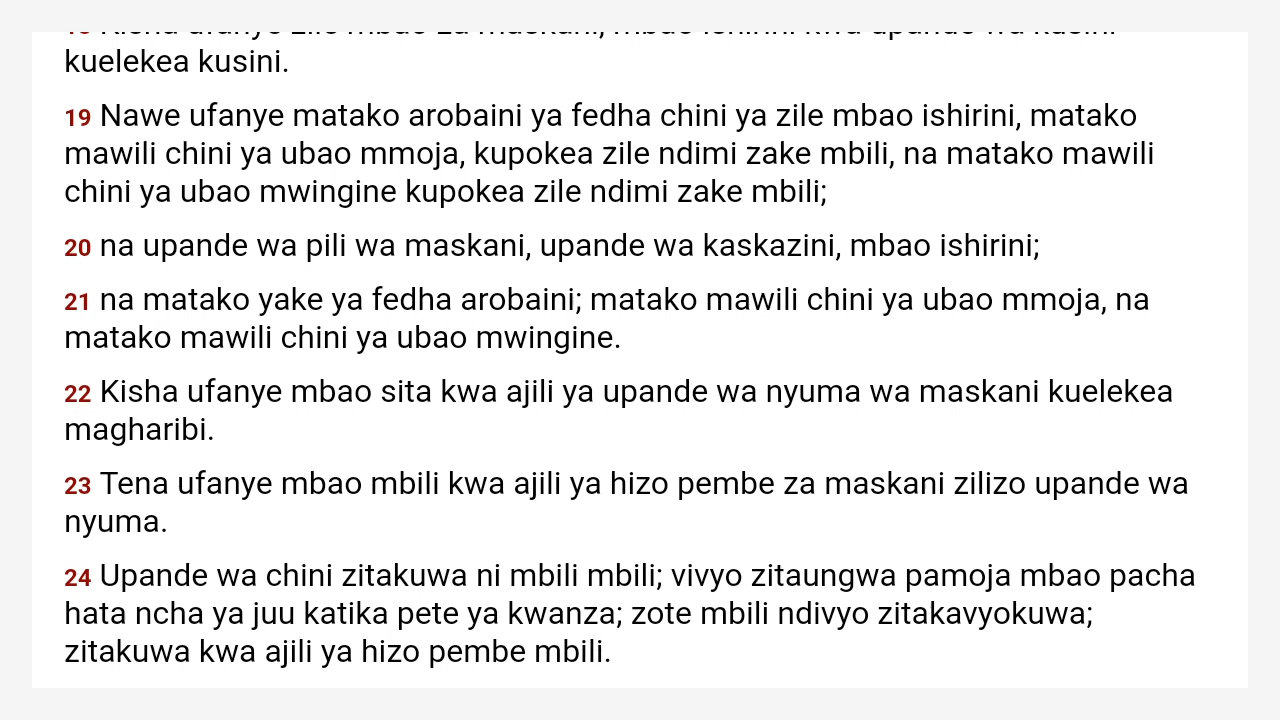 kuelekea kusini.
19 Nawe ufanye matako arobaini ya fedha chini ya zile mbao ishirini, matako
mawili chini ya ubao mmoja, kupokea zile ndimi zake mbili, na matako mawili
chini ya ubao mwingine kupokea zile ndimi zake mbili;
20 na upande wa pili wa maskani, upande wa kaskazini, mbao ishirini;
21 na matako yake ya fedha arobaini; matako mawili chini ya ubao mmoja, na
matako mawili chini ya ubao mwingine.
22 Kisha ufanye mbao sita kwa ajili ya upande wa nyuma wa maskani kuelekea
magharibi.
23 Tena ufanye mbao mbili kwa ajili ya hizo pembe za maskani zilizo upande wa
nyuma.
24 Upande wa chini zitakuwa ni mbili mbili; vivyo zitaungwa pamoja mbao pacha
hata ncha ya juu katika pete ya kwanza; zote mbili ndivyo zitakavyokuwa;
zitakuwa kwa ajili ya hizo pembe mbili.